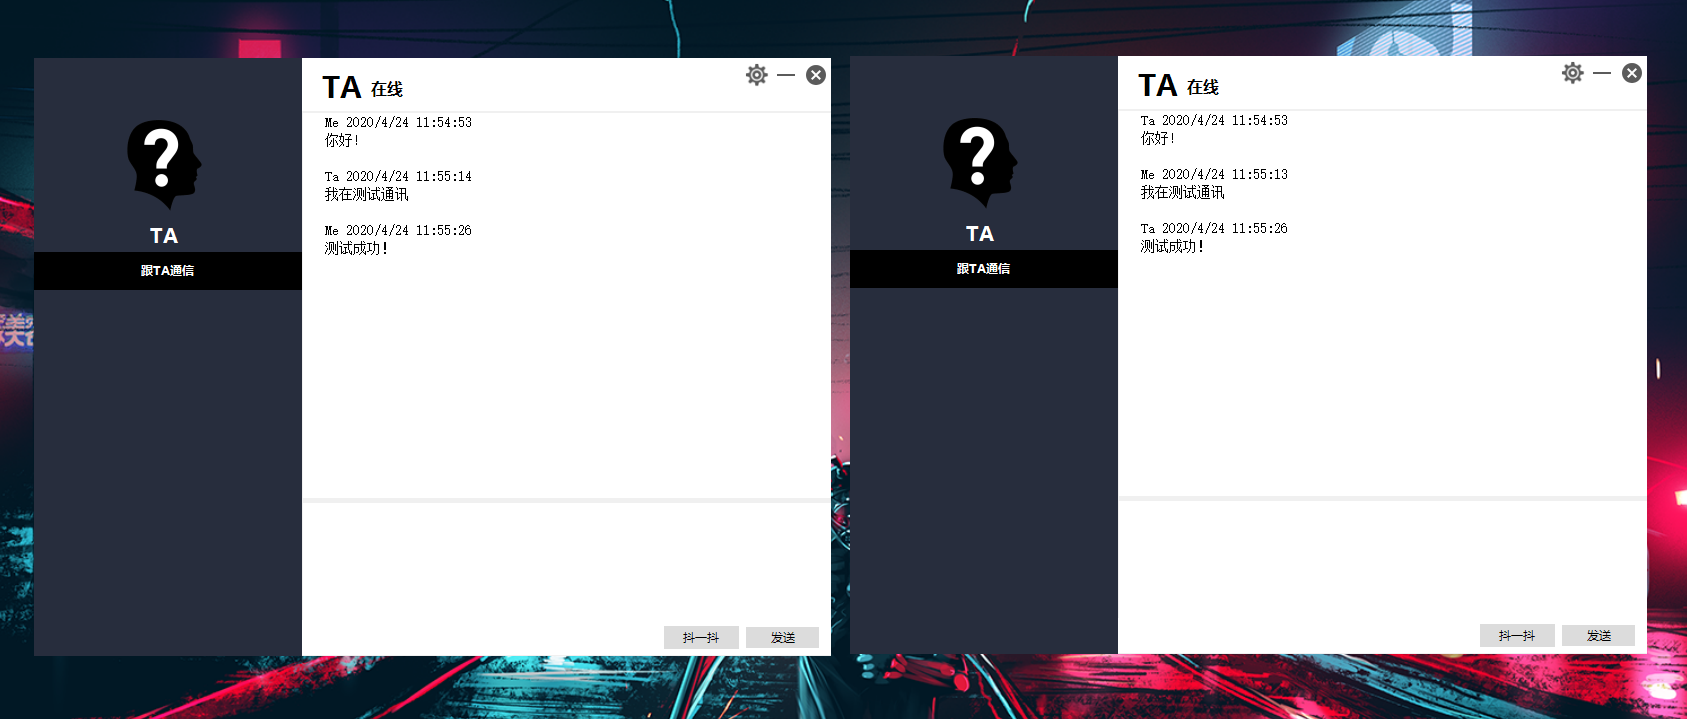 TA 在线
Me 2020/4/24 11:54:53
你好!
Ta 2020/4/24 11:55:14
我在测试通讯
Me 2020/4/24 11:55:26
测试成功!
TA
跟TA通信
抖一抖
发送
TA 在线
Ta 2020/4/24 11:54:53
你好!
Me 2020/4/24 11:55:13
我在测试通讯
Ta 2020/4/24 11:55:26
测试成功!
TA
跟TA通信
抖一抖
发送